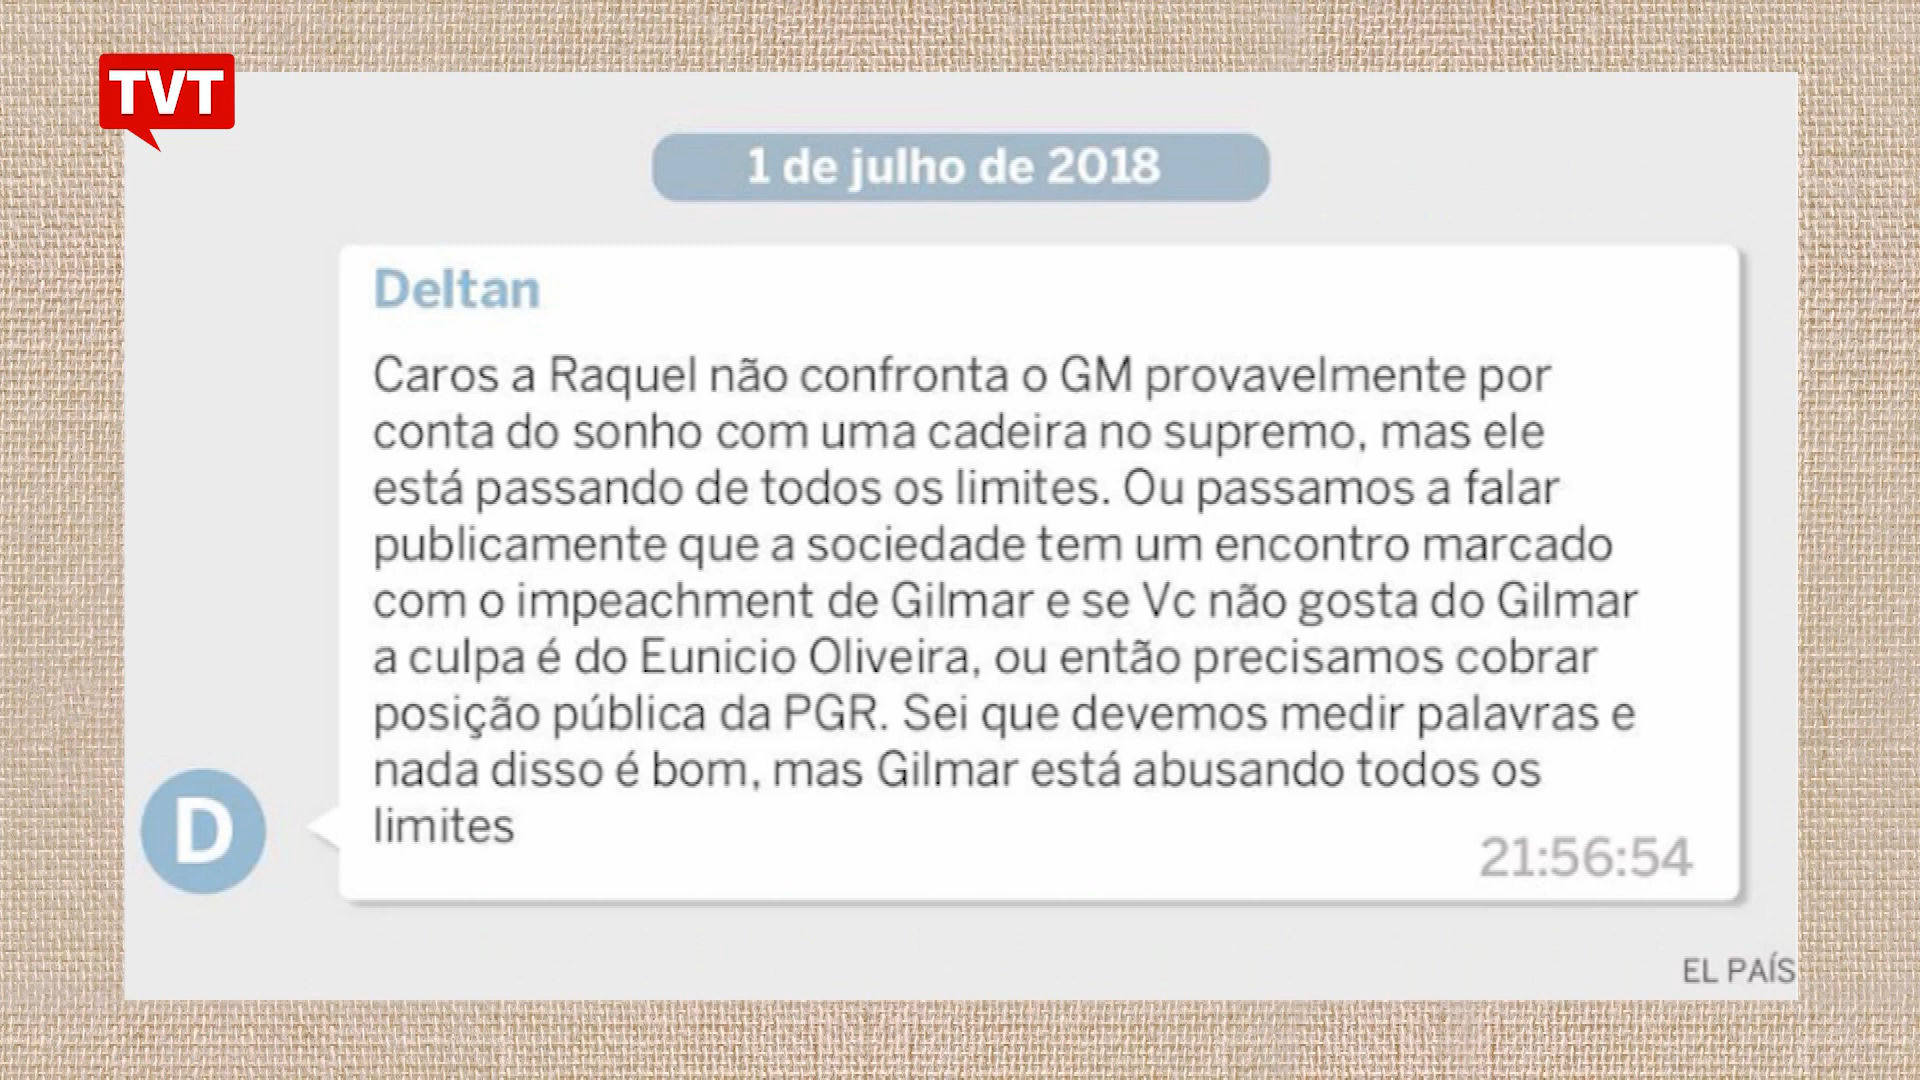 TVT
1 de julho de 2018
Deltan
Caros a Raquel não confronta o GM provavelmente por
conta do sonho com uma cadeira no supremo, mas ele
está passando de todos os limites. Ou passamos a falar
publicamente que a sociedade tem um encontro marcado
com o impeachment de Gilmar e se Vc não gosta do Gilmar
a culpa é do Eunicio Oliveira, ou então precisamos cobrar
posição pública da PGR. Sei que devemos medir palavras e
nada disso é bom, mas Gilmar está abusando todos os
limites
D
21:56:54
EL PAÍS